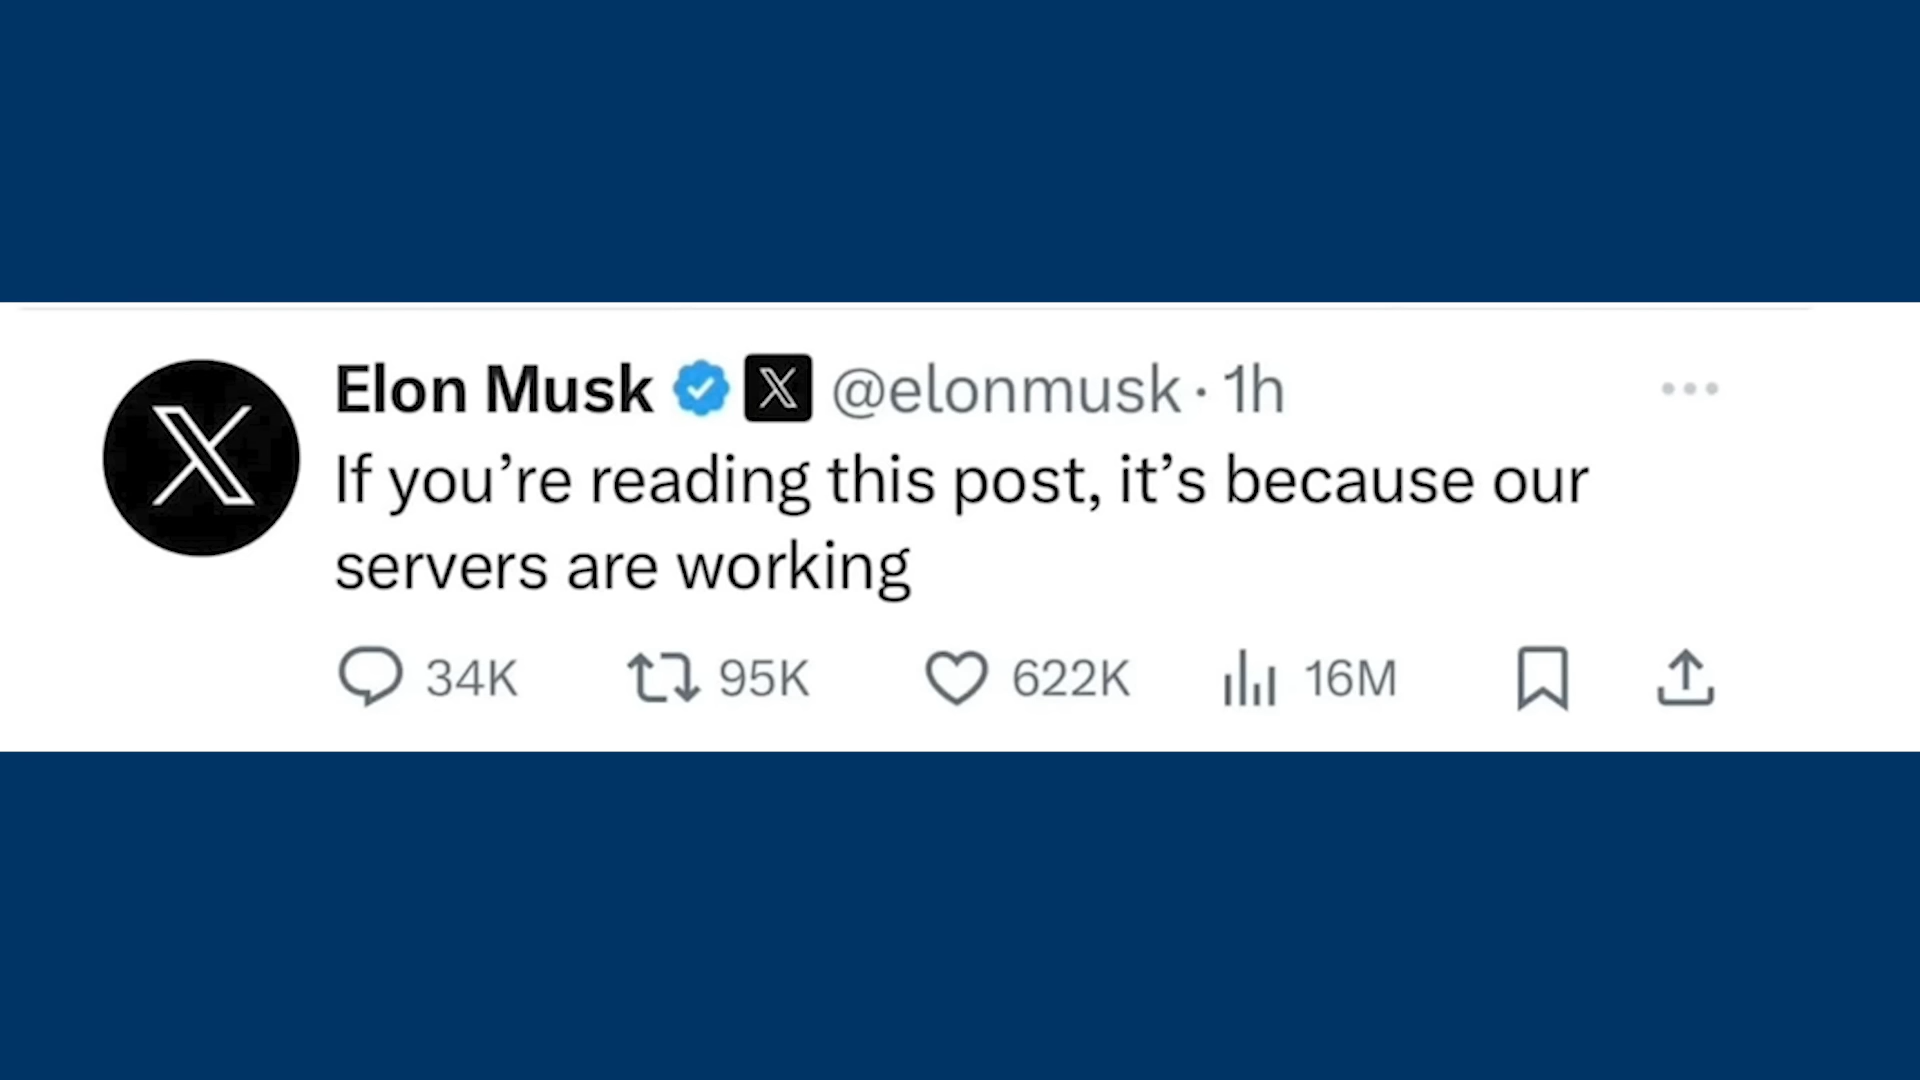 Elon Musk @elonmusk · 1h
If you’re reading this post, it’s because our
servers are working
34K 95K 622K 16M